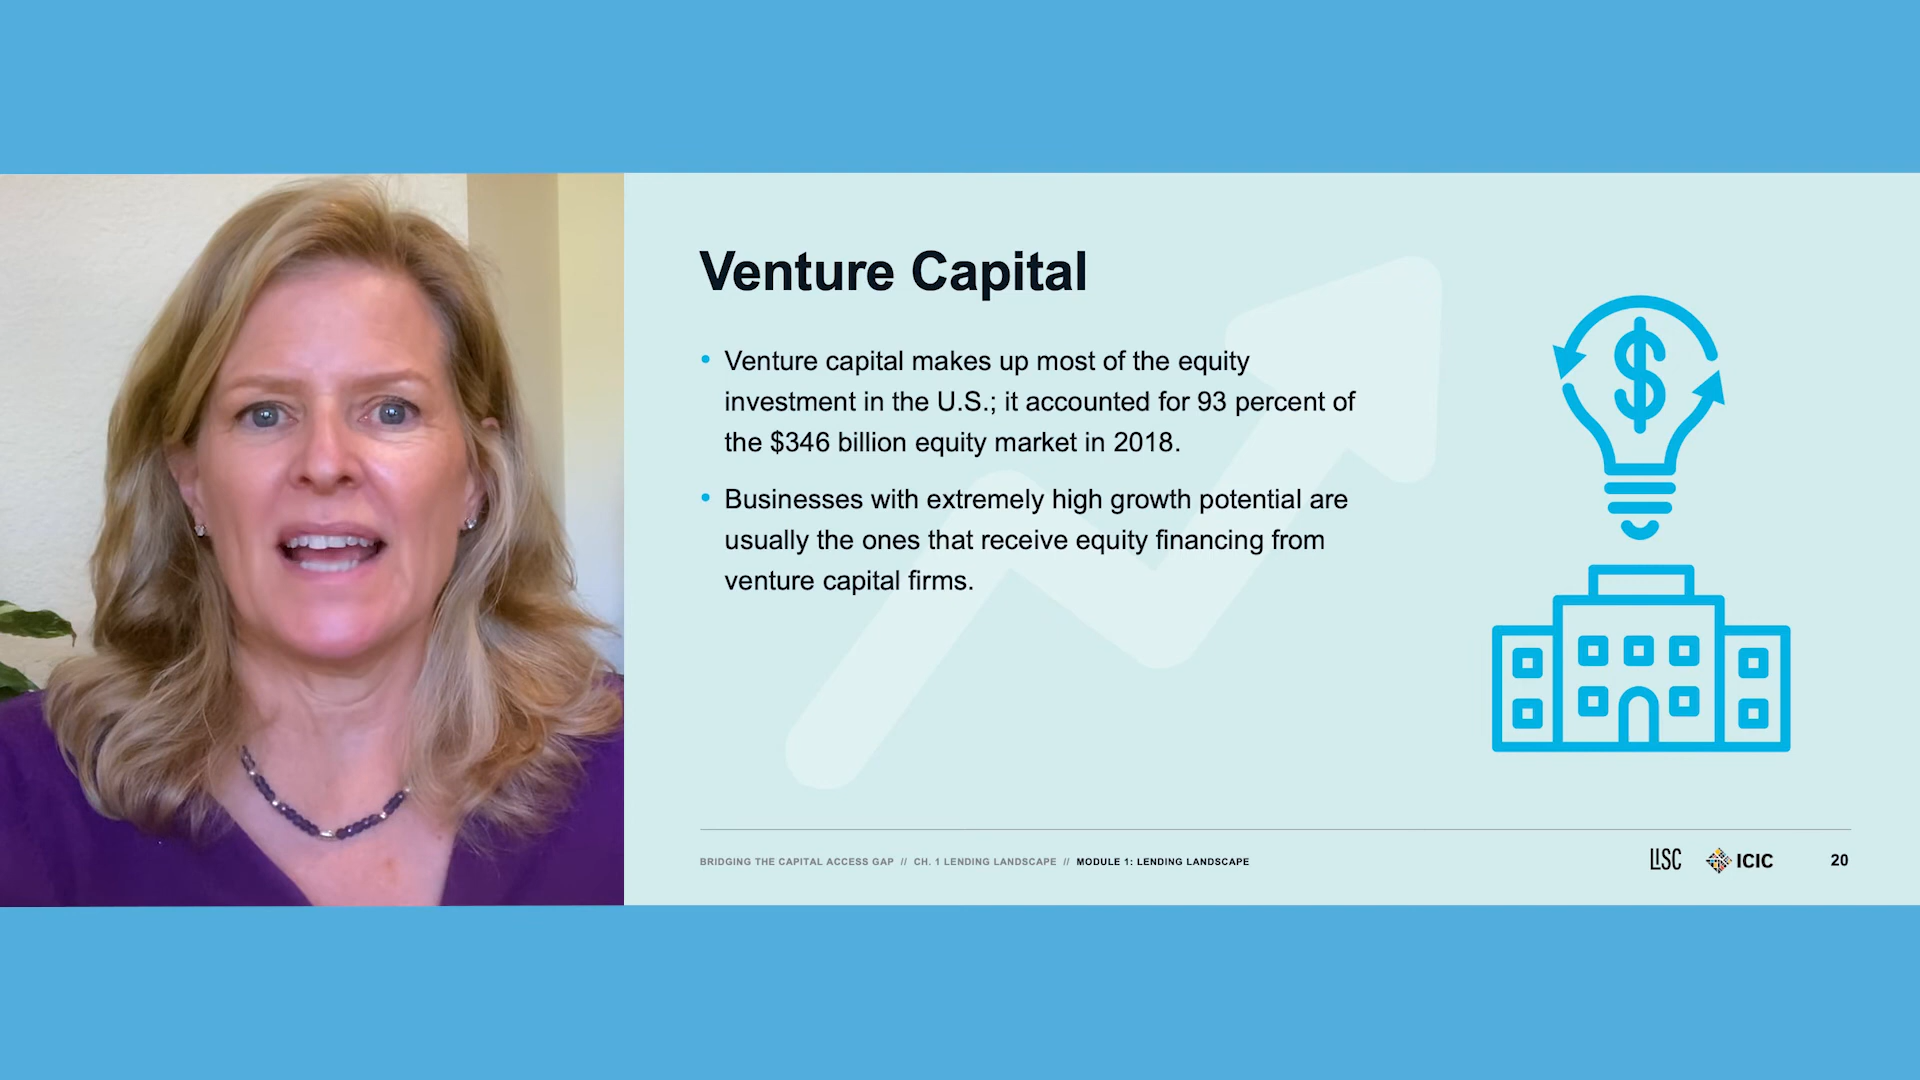 Venture Capital
• Venture capital makes up most of the equity
investment in the U.S.; it accounted for 93 percent of
the $346 billion equity market in 2018.
• Businesses with extremely high growth potential are
usually the ones that receive equity financing from
venture capital firms.
$
BRIDGING THE CAPITAL ACCESS GAP // CH. 1 LENDING LANDSCAPE // MODULE 1: LENDING LANDSCAPE
LISC ICIC 20